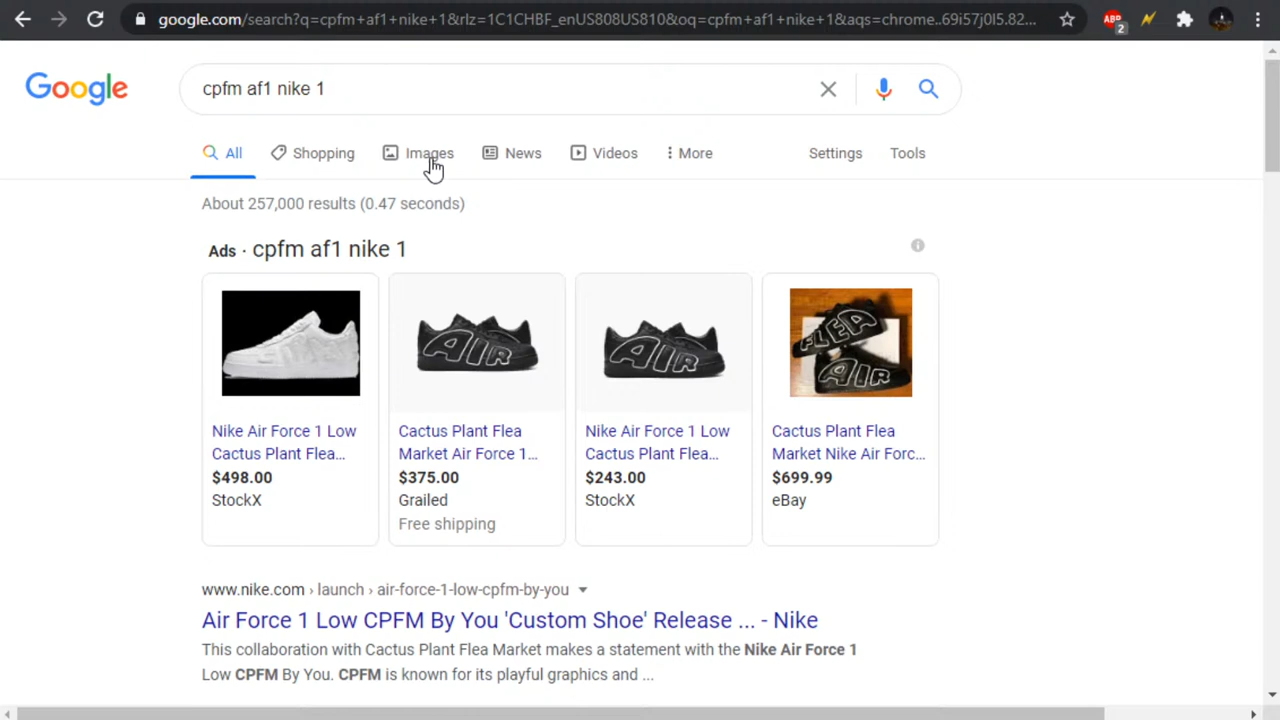 google.com/search?q=cpfm+af1+nike+1&rlz=1C1CHBF_enUS808US810&oq=cpfm+af1+nike+1&aqs=chrome..69i57j0l5.82...
ABP
2
Google
cpfm af1 nike 1
All
Shopping
Images
News
Videos
More
Settings
Tools
About 257,000 results (0.47 seconds)
Ads · cpfm af1 nike 1
AIR
AIR
FLEA
AIR
Nike Air Force 1 Low
Cactus Plant Flea...
$498.00
StockX
Cactus Plant Flea
Market Air Force 1...
$375.00
Grailed
Free shipping
Nike Air Force 1 Low
Cactus Plant Flea...
$243.00
StockX
Cactus Plant Flea
Market Nike Air Forc...
$699.99
eBay
www.nike.com › launch › air-force-1-low-cpfm-by-you
Air Force 1 Low CPFM By You 'Custom Shoe' Release ... - Nike
This collaboration with Cactus Plant Flea Market makes a statement with the Nike Air Force 1
Low CPFM By You. CPFM is known for its playful graphics and ...